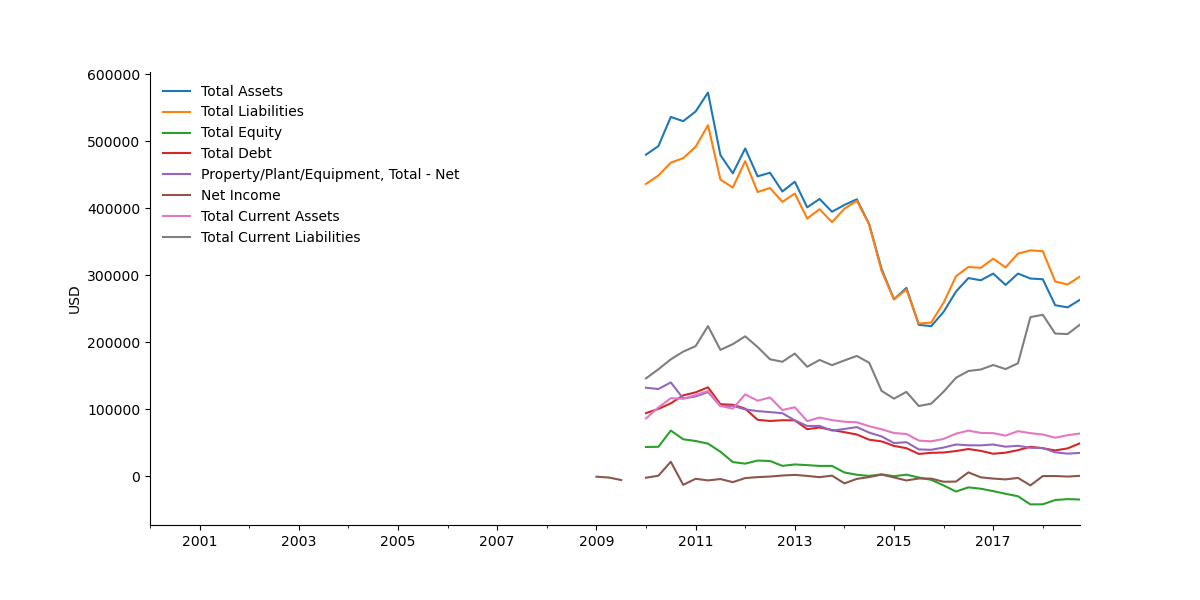 600000
500000
400000
300000
200000
100000
0
USD
Total Assets
Total Liabilities
Total Equity
Total Debt
Property/Plant/Equipment, Total - Net
Net Income
Total Current Assets
Total Current Liabilities
2001 2003 2005 2007 2009 2011 2013 2015 2017